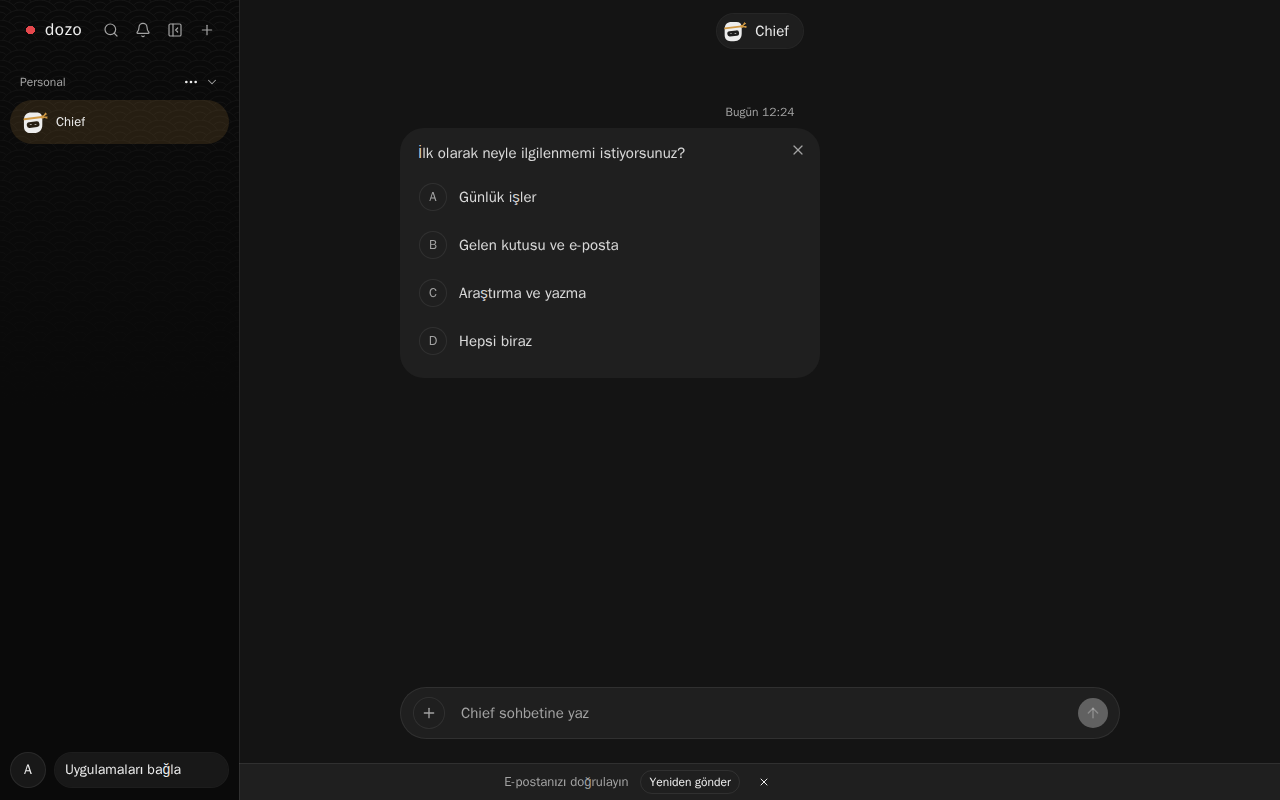 dozo
Personal
Chief
Chief
Bugün 12:24
İlk olarak neyle ilgilenmemi istiyorsunuz?
A Günlük işler
B Gelen kutusu ve e-posta
C Araştırma ve yazma
D Hepsi biraz
Chief sohbetine yaz
A Uygulamaları bağla
E-postanızı doğrulayın Yeniden gönder